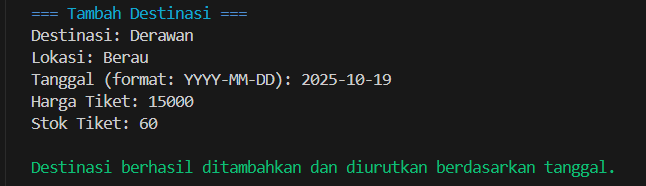 === Tambah Destinasi ===
Destinasi: Derawan
Lokasi: Berau
Tanggal (format: YYYY-MM-DD): 2025-10-19
Harga Tiket: 15000
Stok Tiket: 60
Destinasi berhasil ditambahkan dan diurutkan berdasarkan tanggal.